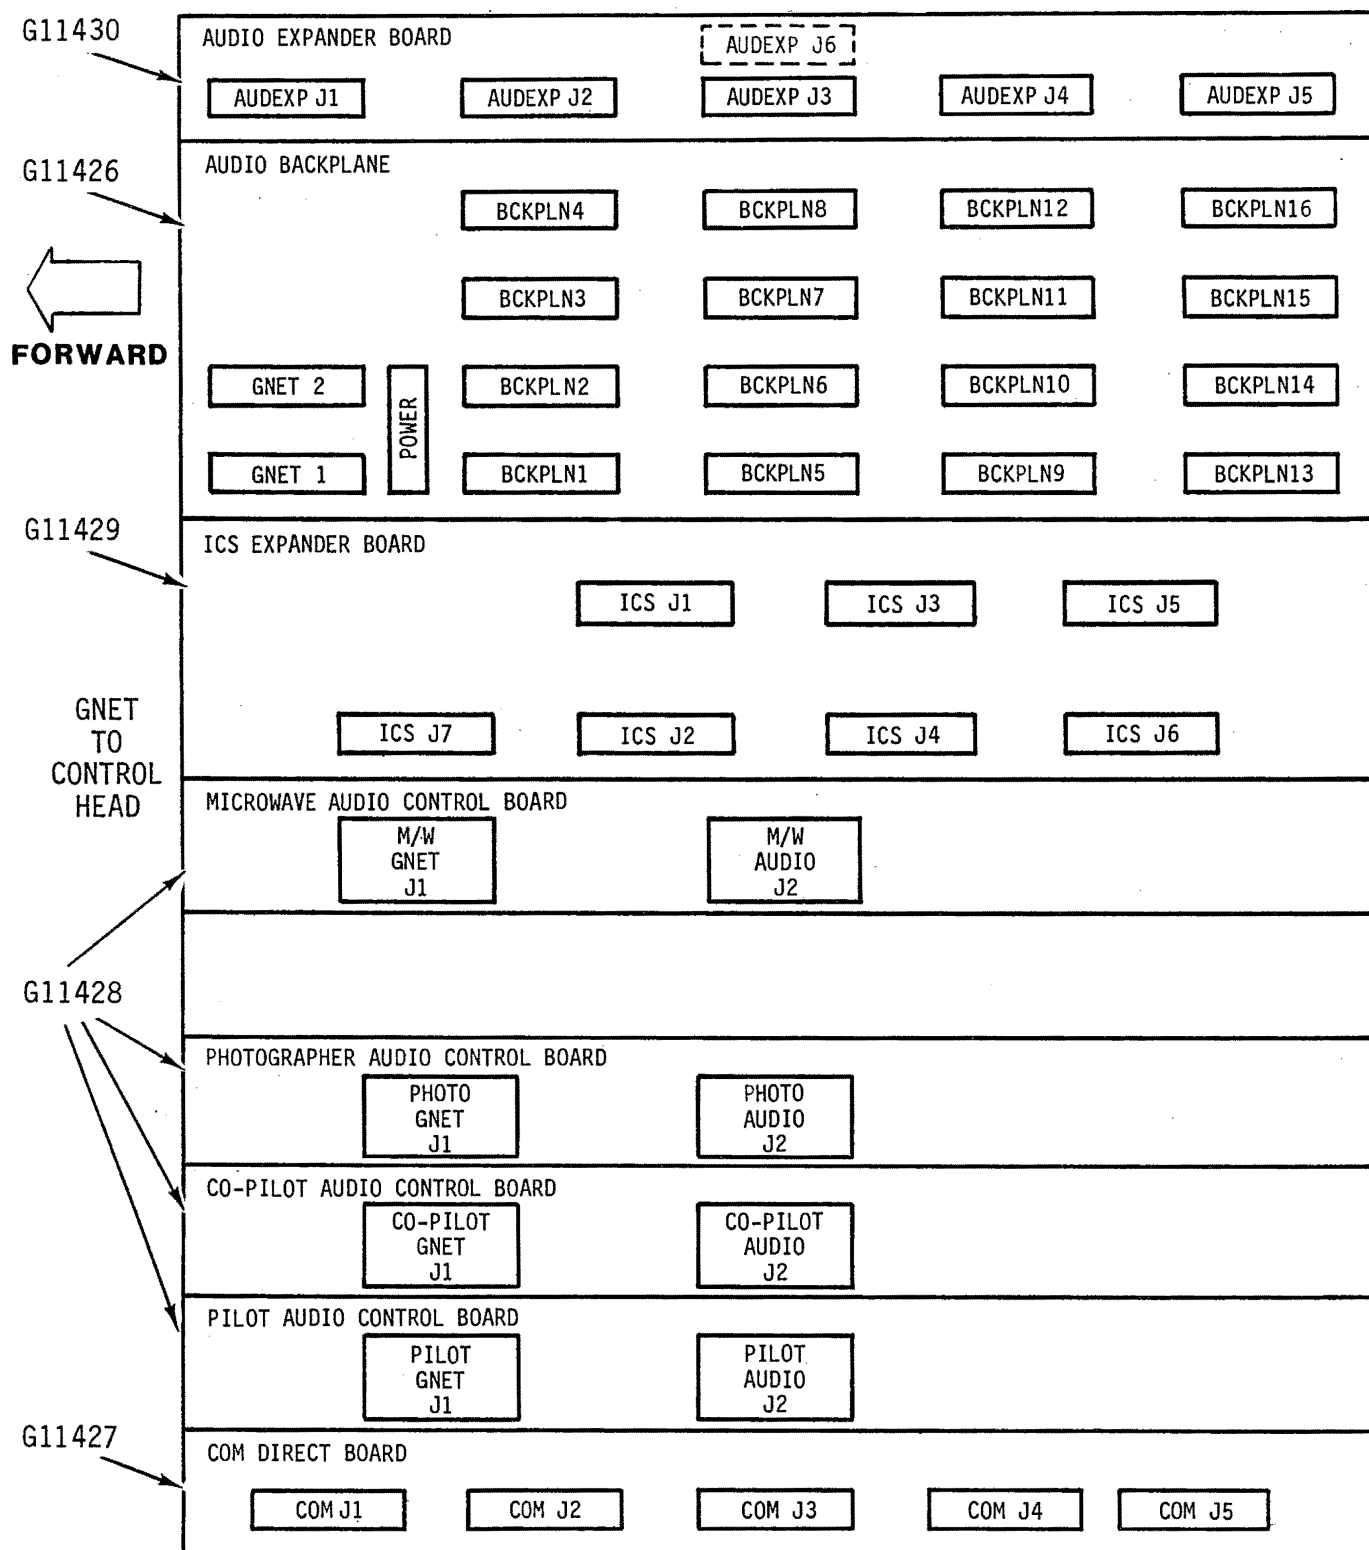 G11430
AUDIO EXPANDER BOARD
AUDEXP J6
AUDEXP J1
AUDEXP J2
AUDEXP J3
AUDEXP J4
AUDEXP J5
G11426
AUDIO BACKPLANE
BCKPLN4
BCKPLN8
BCKPLN12
BCKPLN16
FORWARD
BCKPLN3
BCKPLN7
BCKPLN11
BCKPLN15
GNET 2
POWER
BCKPLN2
BCKPLN6
BCKPLN10
BCKPLN14
GNET 1
BCKPLN1
BCKPLN5
BCKPLN9
BCKPLN13
G11429
ICS EXPANDER BOARD
ICS J1
ICS J3
ICS J5
GNET
TO
CONTROL
HEAD
ICS J7
ICS J2
ICS J4
ICS J6
MICROWAVE AUDIO CONTROL BOARD
M/W
GNET
J1
M/W
AUDIO
J2
G11428
PHOTOGRAPHER AUDIO CONTROL BOARD
PHOTO
GNET
J1
PHOTO
AUDIO
J2
CO-PILOT AUDIO CONTROL BOARD
CO-PILOT
GNET
J1
CO-PILOT
AUDIO
J2
PILOT AUDIO CONTROL BOARD
PILOT
GNET
J1
PILOT
AUDIO
J2
G11427
COM DIRECT BOARD
COM J1
COM J2
COM J3
COM J4
COM J5